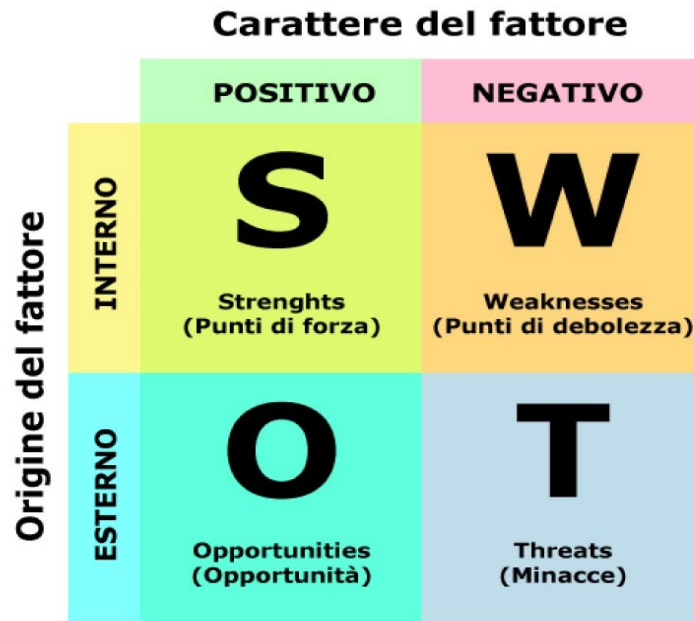 Carattere del fattore
POSITIVO NEGATIVO
Origine del fattore
INTERNO
S W
Strenghts Weaknesses
(Punti di forza) (Punti di debolezza)
ESTERNO
O T
Opportunities Threats
(Opportunità) (Minacce)